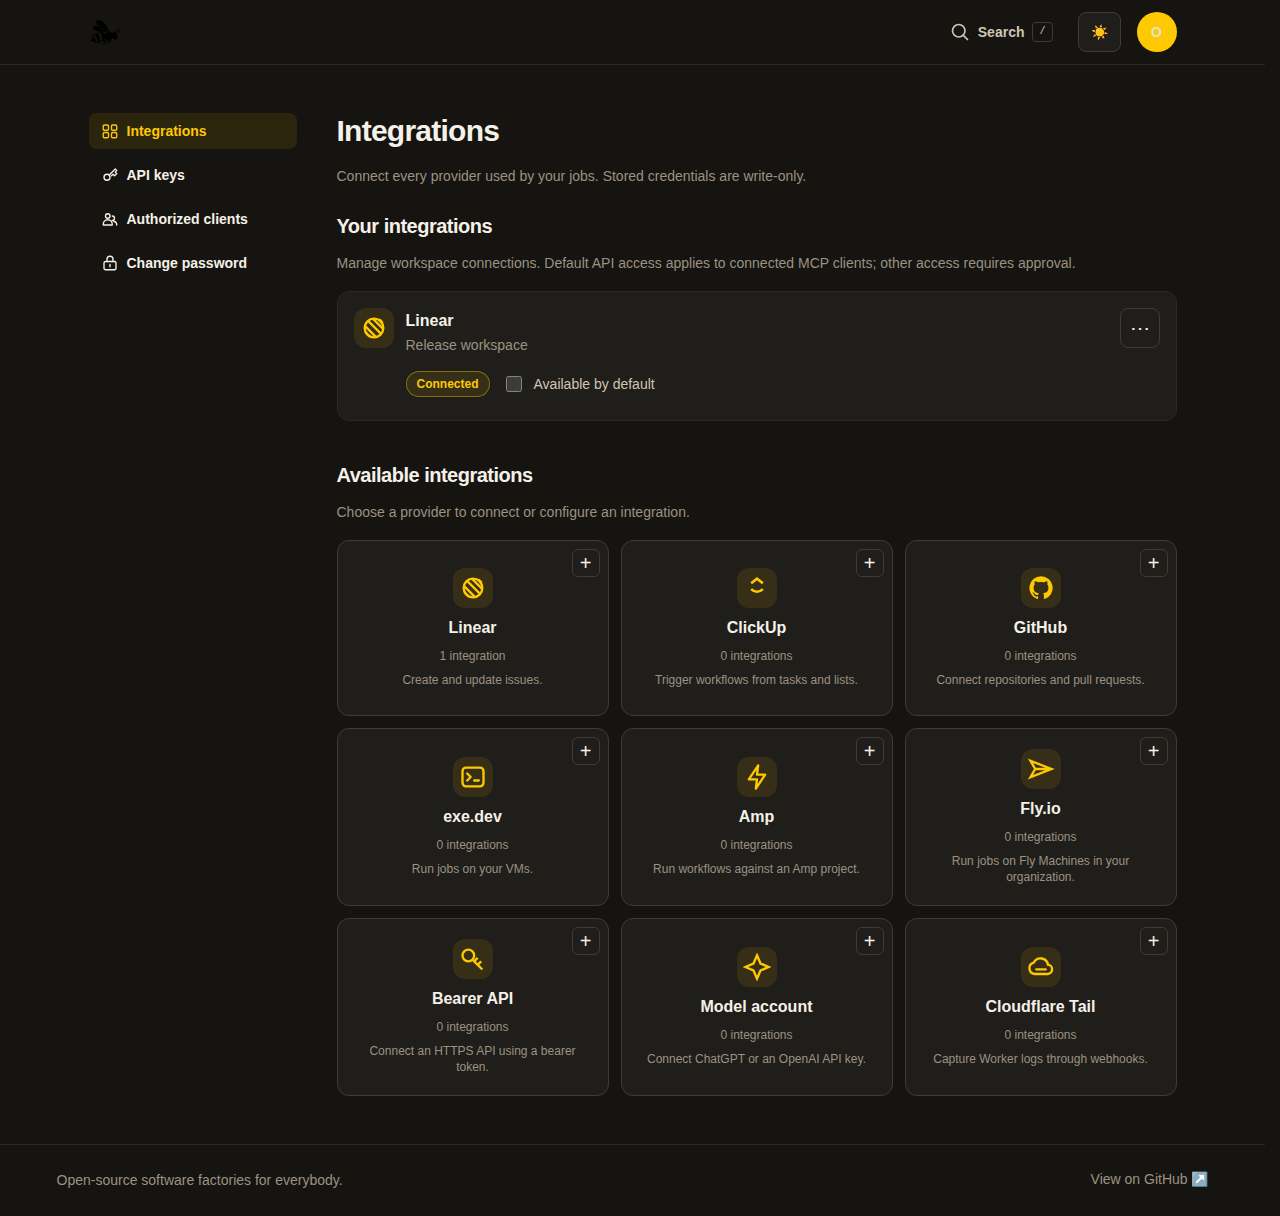 Search /
O
Integrations
API keys
Authorized clients
Change password
Integrations
Connect every provider used by your jobs. Stored credentials are write-only.
Your integrations
Manage workspace connections. Default API access applies to connected MCP clients; other access requires approval.
Linear
Release workspace
Connected
Available by default
Available integrations
Choose a provider to connect or configure an integration.
Linear
1 integration
Create and update issues.
ClickUp
0 integrations
Trigger workflows from tasks and lists.
GitHub
0 integrations
Connect repositories and pull requests.
exe.dev
0 integrations
Run jobs on your VMs.
Amp
0 integrations
Run workflows against an Amp project.
Fly.io
0 integrations
Run jobs on Fly Machines in your
organization.
Bearer API
0 integrations
Connect an HTTPS API using a bearer
token.
Model account
0 integrations
Connect ChatGPT or an OpenAI API key.
Cloudflare Tail
0 integrations
Capture Worker logs through webhooks.
Open-source software factories for everybody.
View on GitHub ↗